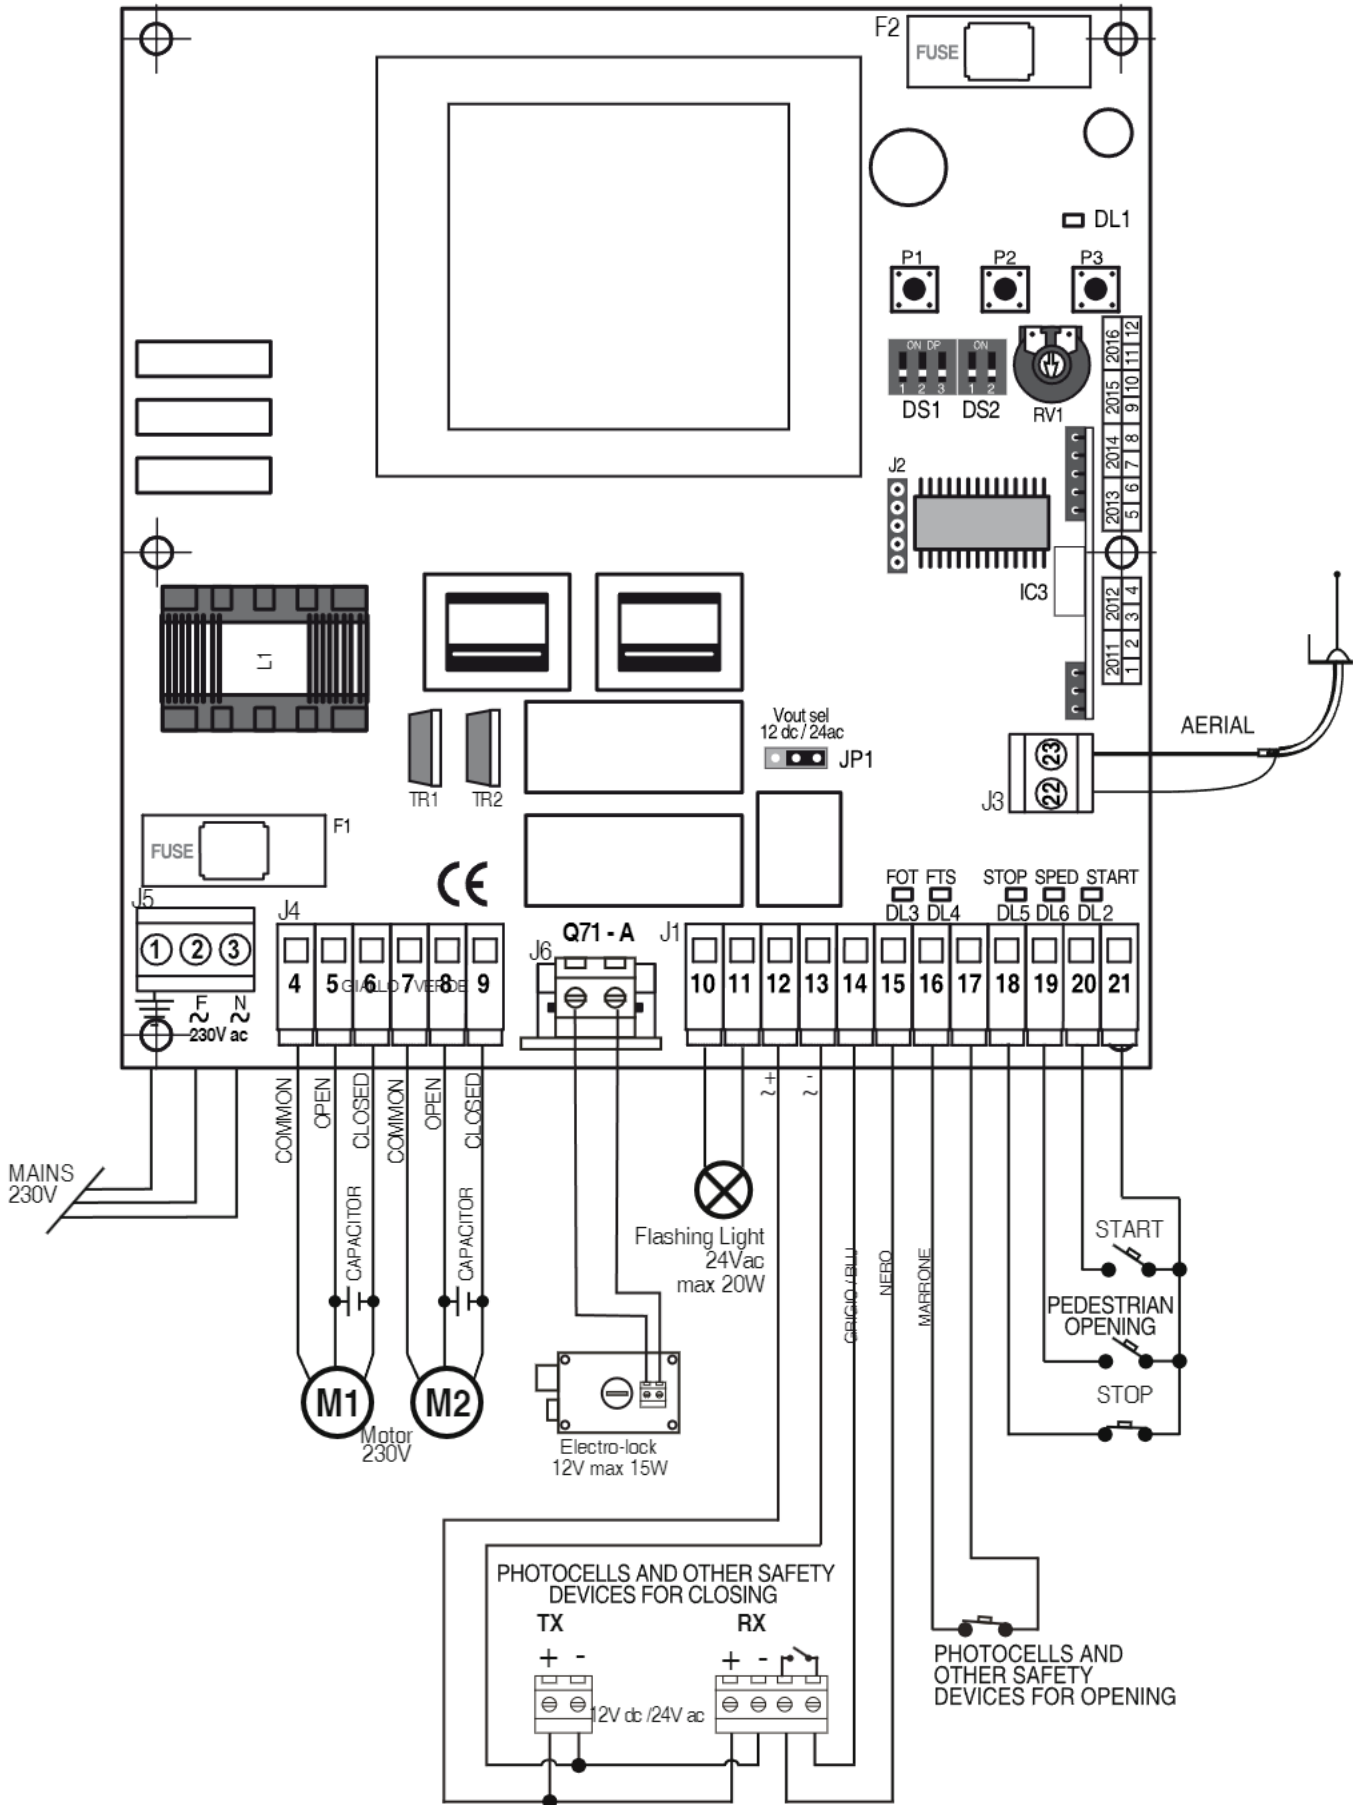 F2
FUSE
DL1
P1 P2 P3
ON DP
1 2 3
ON
1 2
DS1 DS2
RV1
2016 12
11
2015 10
9
2014 8
7
2013 6
5
2012 4
3
2011 2
1
J2
IC3
L1
TR1 TR2
Vout sel
12 dc / 24ac
JP1
AERIAL
23
22
J3
FUSE
F1
CE
FOT FTS STOP SPED START
DL3 DL4 DL5 DL6 DL2
J5
1 2 3
F N
~ ~
230V ac
J4
4 5 6 7 8 9
GIALLO VERDE
Q71 - A
J6
J1
10 11 12 13 14 15 16 17 18 19 20 21
+ -
~ ~
COMMON
OPEN
CLOSED
COMMON
OPEN
CLOSED
MAINS
230V
CAPACITOR
CAPACITOR
M1 M2
Motor
230V
Electro-lock
12V max 15W
Flashing Light
24Vac
max 20W
GRIGIO / BLU
NERO
MARRONE
START
PEDESTRIAN
OPENING
STOP
PHOTOCELLS AND OTHER SAFETY
DEVICES FOR CLOSING
TX RX
+ - + -
12V dc /24V ac
PHOTOCELLS AND
OTHER SAFETY
DEVICES FOR OPENING